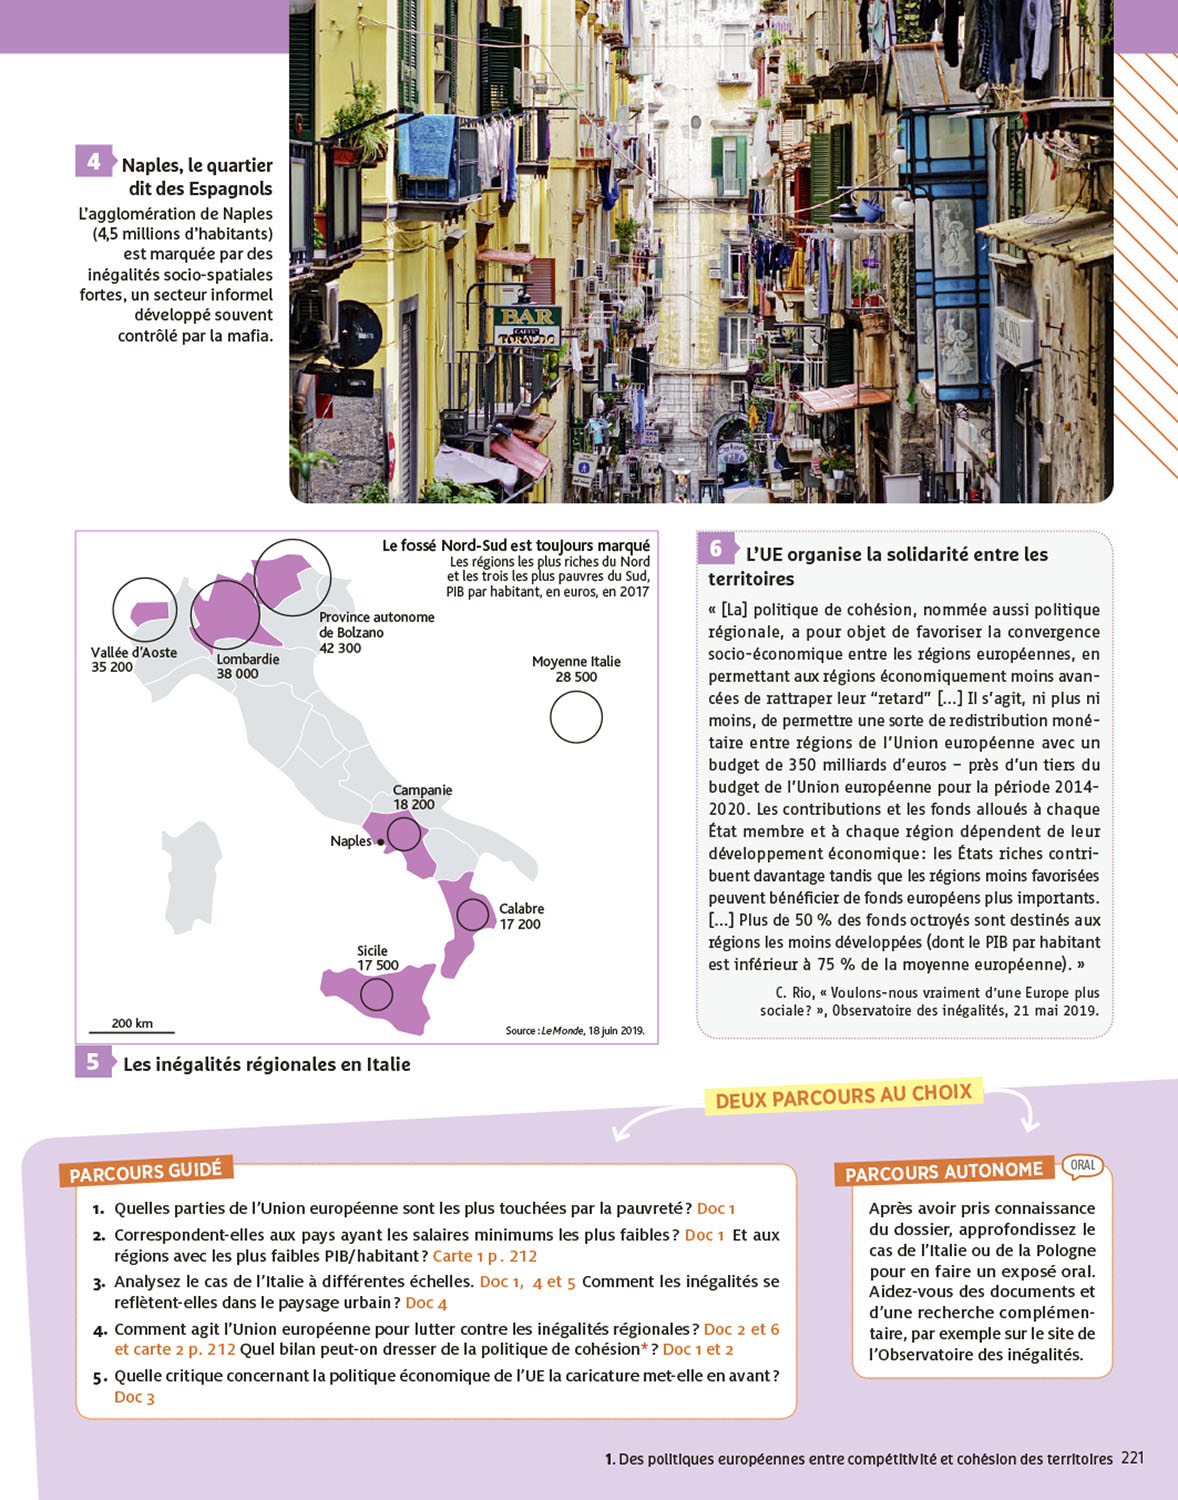 4 Naples, le quartier
dit des Espagnols
L'agglomération de Naples
(4,5 millions d'habitants)
est marquée par des
inégalités socio-spatiales
fortes, un secteur informel
développé souvent
contrôlé par la mafia.
BAR
CAFFE'
TORALDO
Le fossé Nord-Sud est toujours marqué
Les régions les plus riches du Nord
et les trois les plus pauvres du Sud,
PIB par habitant, en euros, en 2017
Province autonome
de Bolzano
42 300
Vallée d'Aoste
35 200
Lombardie
38 000
Moyenne Italie
28 500
Campanie
18 200
Naples
Calabre
17 200
Sicile
17 500
200 km
Source : Le Monde, 18 juin 2019.
5 Les inégalités régionales en Italie
6 L'UE organise la solidarité entre les
territoires
« [La] politique de cohésion, nommée aussi politique
régionale, a pour objet de favoriser la convergence
socio-économique entre les régions européennes, en
permettant aux régions économiquement moins avan-
cées de rattraper leur “retard” [...] Il s'agit, ni plus ni
moins, de permettre une sorte de redistribution moné-
taire entre régions de l'Union européenne avec un
budget de 350 milliards d'euros – près d'un tiers du
budget de l'Union européenne pour la période 2014-
2020. Les contributions et les fonds alloués à chaque
État membre et à chaque région dépendent de leur
développement économique : les États riches contri-
buent davantage tandis que les régions moins favorisées
peuvent bénéficier de fonds européens plus importants.
[...] Plus de 50 % des fonds octroyés sont destinés aux
régions les moins développées (dont le PIB par habitant
est inférieur à 75 % de la moyenne européenne). »
C. Rio, « Voulons-nous vraiment d'une Europe plus
sociale ? », Observatoire des inégalités, 21 mai 2019.
DEUX PARCOURS AU CHOIX
PARCOURS GUIDÉ
1. Quelles parties de l'Union européenne sont les plus touchées par la pauvreté ? Doc 1
2. Correspondent-elles aux pays ayant les salaires minimums les plus faibles ? Doc 1 Et aux
régions avec les plus faibles PIB/habitant ? Carte 1 p. 212
3. Analysez le cas de l'Italie à différentes échelles. Doc 1, 4 et 5 Comment les inégalités se
reflètent-elles dans le paysage urbain ? Doc 4
4. Comment agit l'Union européenne pour lutter contre les inégalités régionales ? Doc 2 et 6
et carte 2 p. 212 Quel bilan peut-on dresser de la politique de cohésion* ? Doc 1 et 2
5. Quelle critique concernant la politique économique de l'UE la caricature met-elle en avant ?
Doc 3
PARCOURS AUTONOME ORAL
Après avoir pris connaissance
du dossier, approfondissez le
cas de l'Italie ou de la Pologne
pour en faire un exposé oral.
Aidez-vous des documents et
d'une recherche complémen-
taire, par exemple sur le site de
l'Observatoire des inégalités.
1. Des politiques européennes entre compétitivité et cohésion des territoires 221